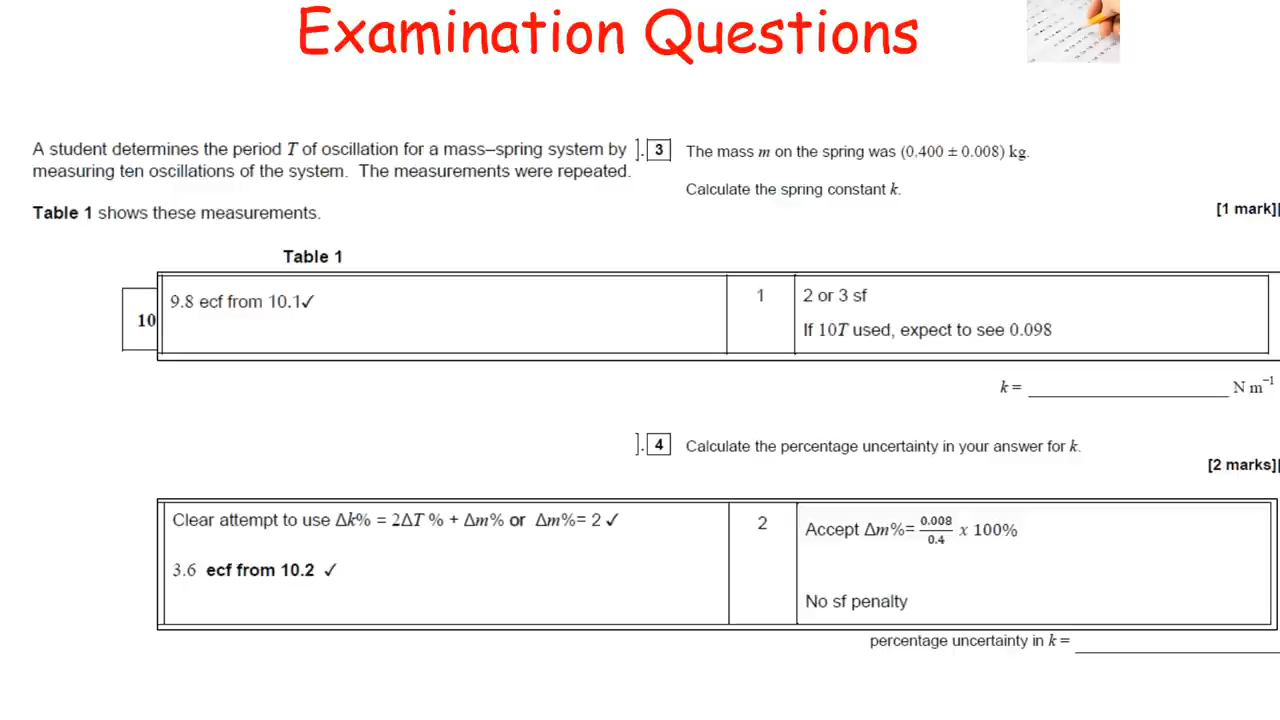 Examination Questions
A student determines the period T of oscillation for a mass–spring system by
measuring ten oscillations of the system. The measurements were repeated.
Table 1 shows these measurements.
Table 1
].3 The mass m on the spring was (0.400 ± 0.008) kg.
Calculate the spring constant k.
[1 mark]
10
9.8 ecf from 10.1✓
1
2 or 3 sf
If 10T used, expect to see 0.098
k = ____________ N m⁻¹
].4 Calculate the percentage uncertainty in your answer for k.
[2 marks]
Clear attempt to use Δk% = 2ΔT % + Δm% or Δm%= 2 ✓
3.6 ecf from 10.2 ✓
2
Accept Δm%= 0.008/0.4 x 100%
No sf penalty
percentage uncertainty in k = ____________